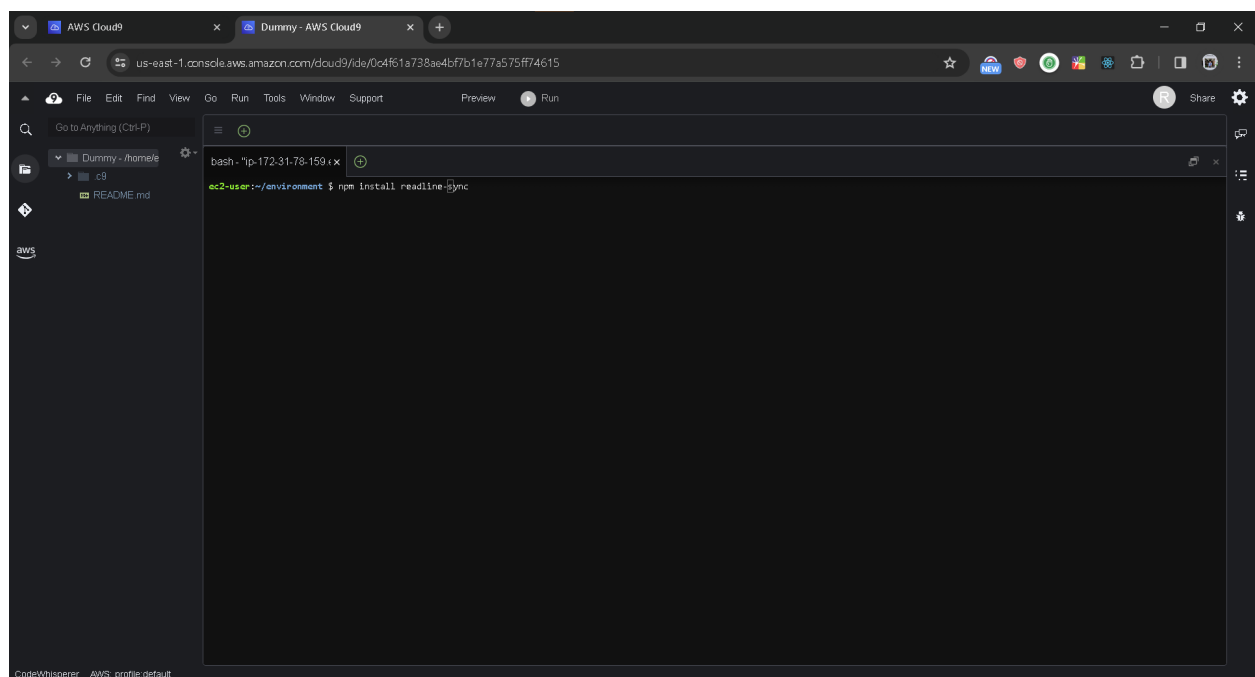 AWS Cloud9
Dummy - AWS Cloud9
us-east-1.console.aws.amazon.com/cloud9/ide/0c4f61a738ae4bf7b1e77a575ff74615
NEW
File Edit Find View Go Run Tools Window Support Preview Run
R Share
Go to Anything (Ctrl-P)
Dummy - /home/e
.c9
README.md
aws
bash - "ip-172-31-78-159.e
ec2-user:~/environment $ npm install readline-sync
CodeWhisperer AWS: profile:default